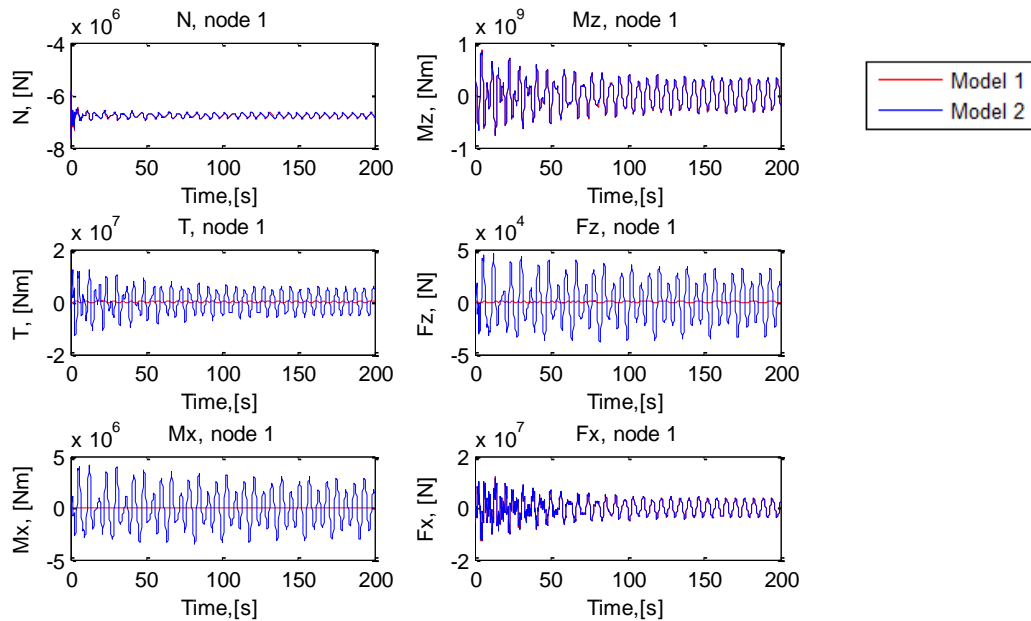 x 10^6
N, node 1
-4
-6
-8
N, [N]
0 50 100 150 200
Time,[s]
x 10^9
Mz, node 1
1
0
-1
Mz, [Nm]
0 50 100 150 200
Time,[s]
Model 1
Model 2
x 10^7
T, node 1
2
0
-2
T, [Nm]
0 50 100 150 200
Time,[s]
x 10^4
Fz, node 1
5
0
-5
Fz, [N]
0 50 100 150 200
Time,[s]
x 10^6
Mx, node 1
5
0
-5
Mx, [Nm]
0 50 100 150 200
Time,[s]
x 10^7
Fx, node 1
2
0
-2
Fx, [N]
0 50 100 150 200
Time,[s]